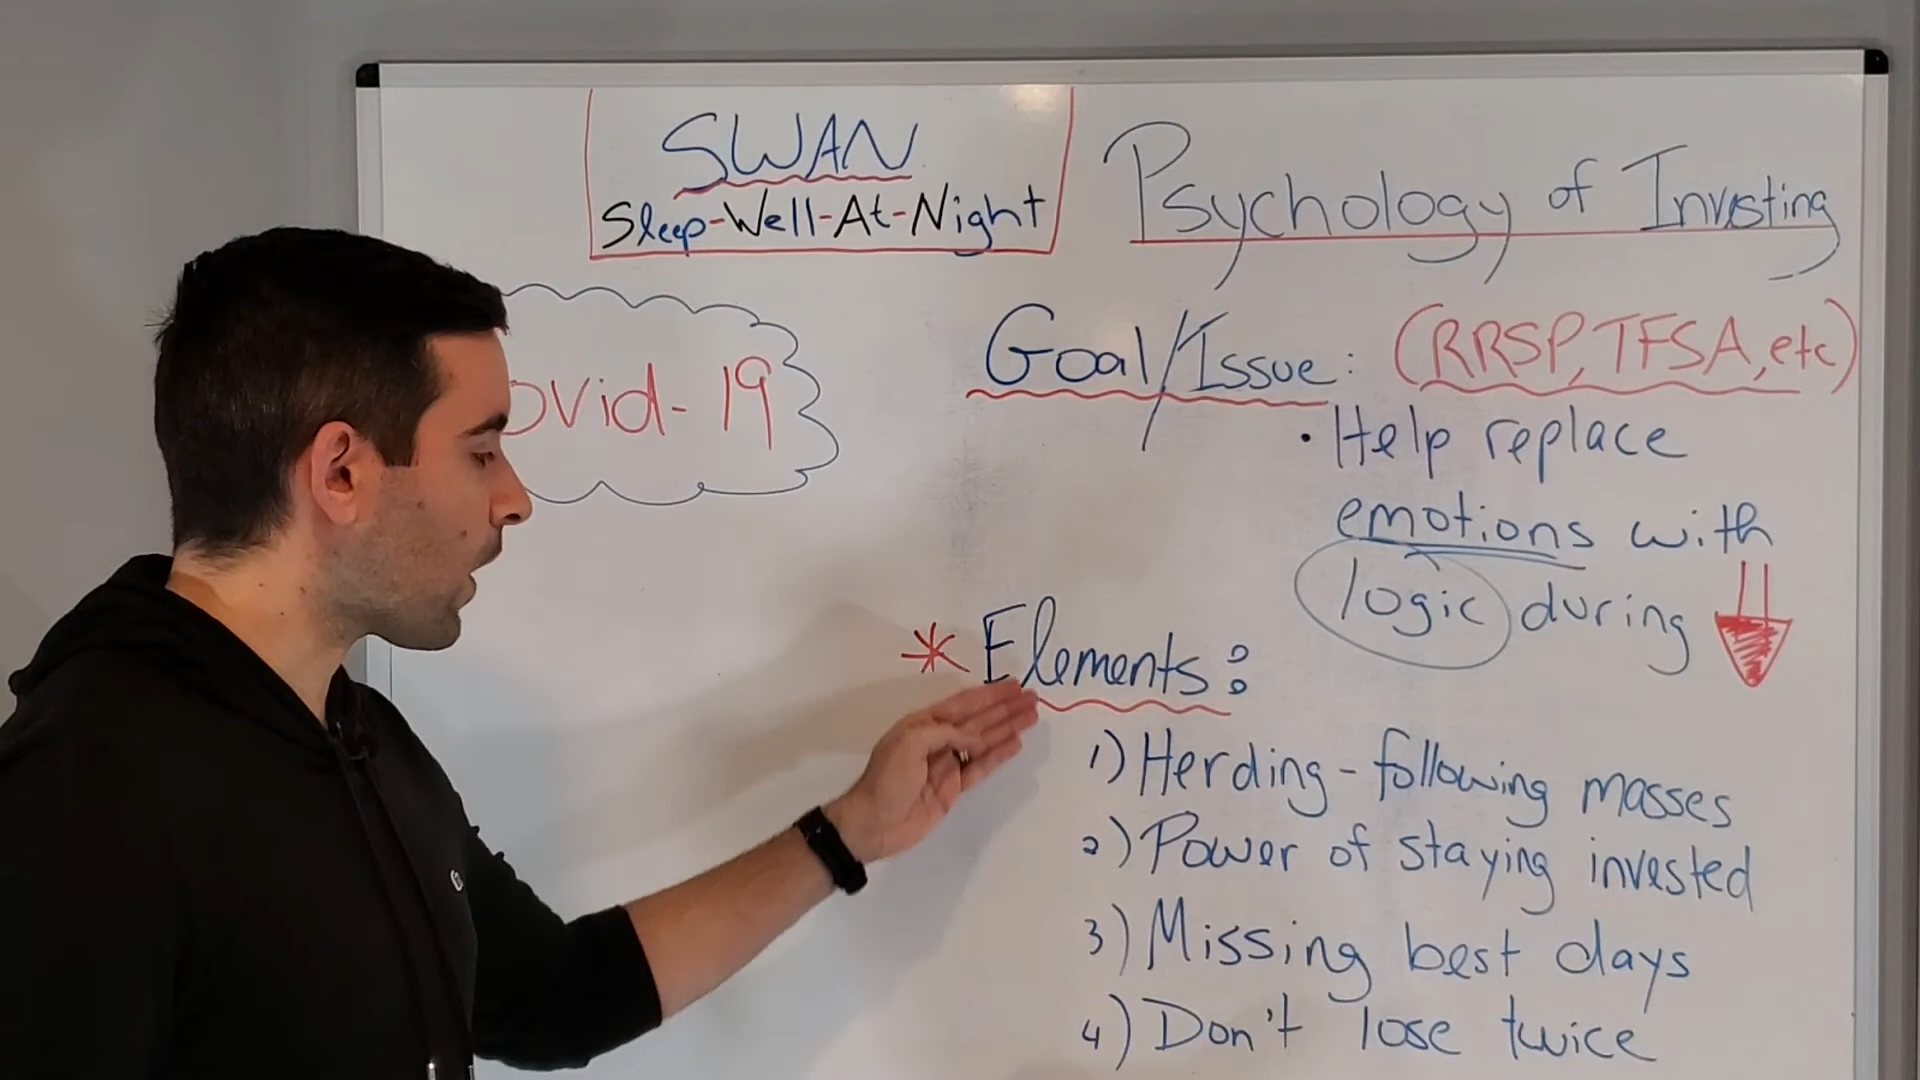 SWAN
Sleep-Well-At-Night
Psychology of Investing
ovid-19
Goal/Issue: (RRSP, TFSA, etc)
• Help replace
emotions with
logic during
* Elements:
1) Herding - following masses
2) Power of staying invested
3) Missing best days
4) Don't lose twice